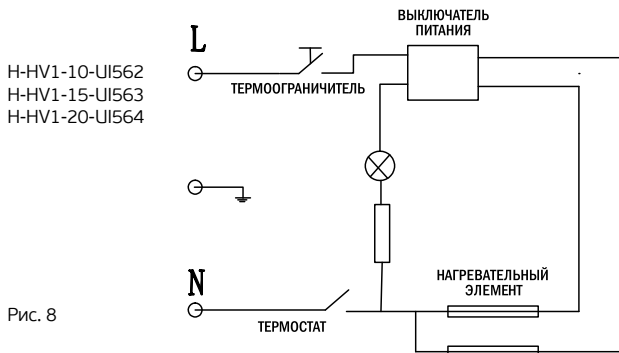 H-HV1-10-UI562
H-HV1-15-UI563
H-HV1-20-UI564
L
ТЕРМООГРАНИЧИТЕЛЬ
ВЫКЛЮЧАТЕЛЬ
ПИТАНИЯ
N
ТЕРМОСТАТ
НАГРЕВАТЕЛЬНЫЙ
ЭЛЕМЕНТ
Рис. 8